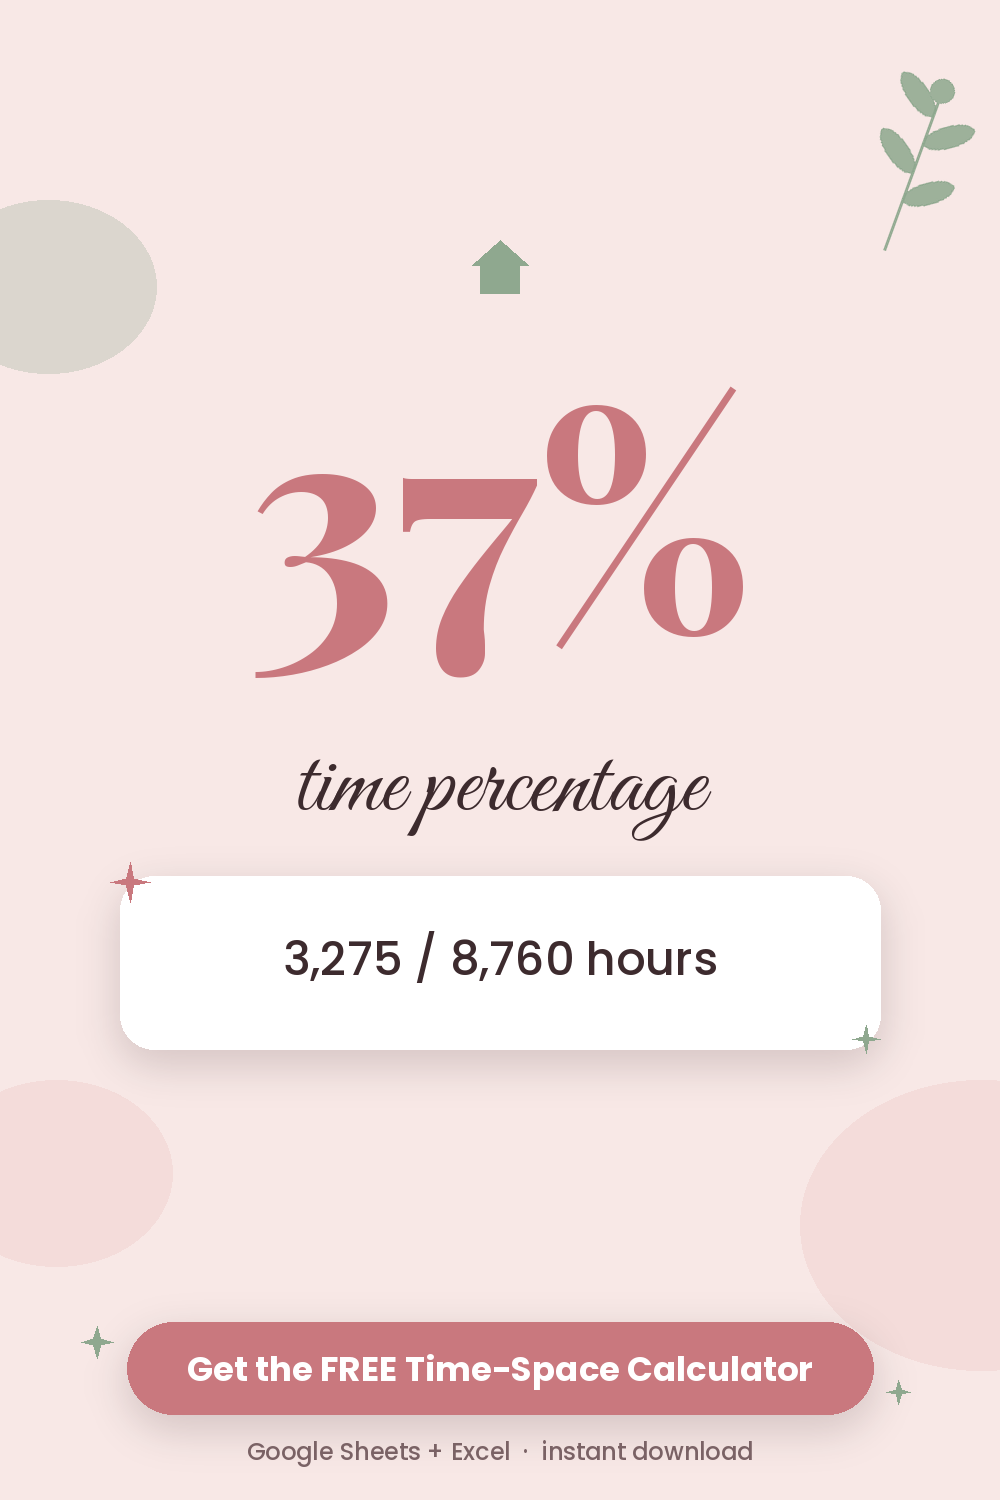 37%
time percentage
3,275 / 8,760 hours
Get the FREE Time-Space Calculator
Google Sheets + Excel · instant download